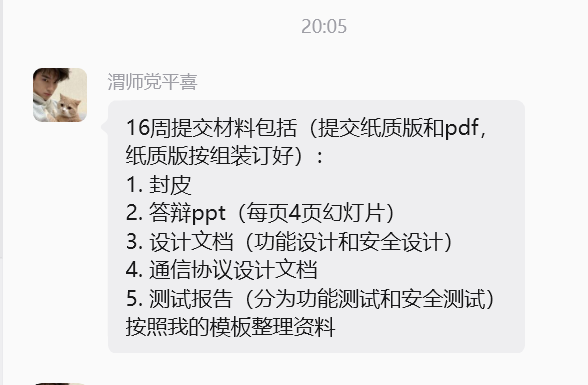 20:05
渭师党平喜
16周提交材料包括（提交纸质版和pdf，
纸质版按组装订好）：
1. 封皮
2. 答辩ppt（每页4页幻灯片）
3. 设计文档（功能设计和安全设计）
4. 通信协议设计文档
5. 测试报告（分为功能测试和安全测试）
按照我的模板整理资料